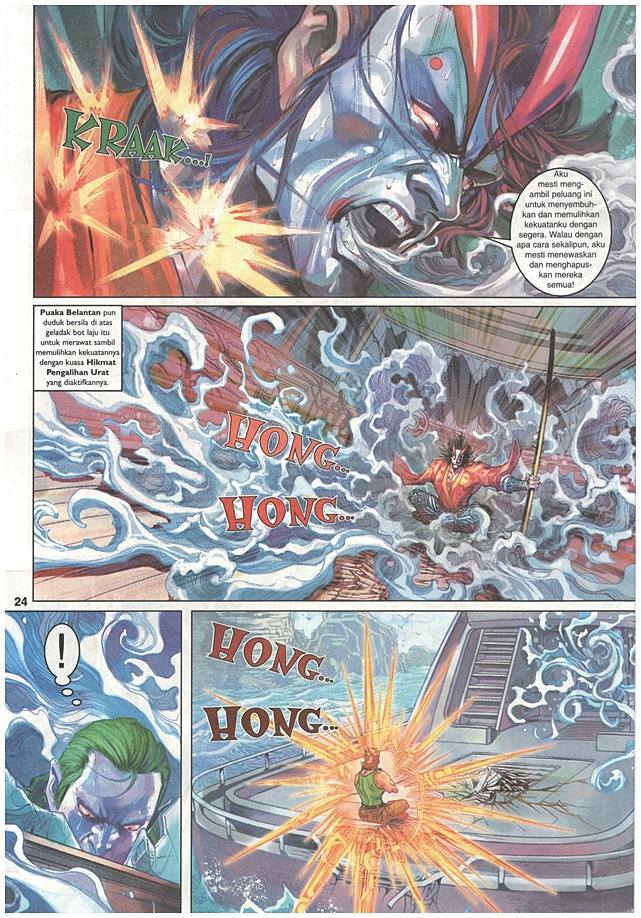 KRAAK...!
Aku
mesti meng-
ambil peluang ini
untuk menyembuh-
kan dan memulihkan
kekuatanku dengan
segera. Walau dengan
apa cara sekalipun, aku
mesti menewaskan
dan menghapus-
kan mereka
semua!
Puaka Belantan pun
duduk bersila di atas
geladak bot laju itu
untuk merawat sambil
memulihkan kekuatannya
dengan kuasa Hikmat
Pengalihan Urat
yang diaktifkannya.
HONG...
HONG...
24
!
HONG...
HONG...